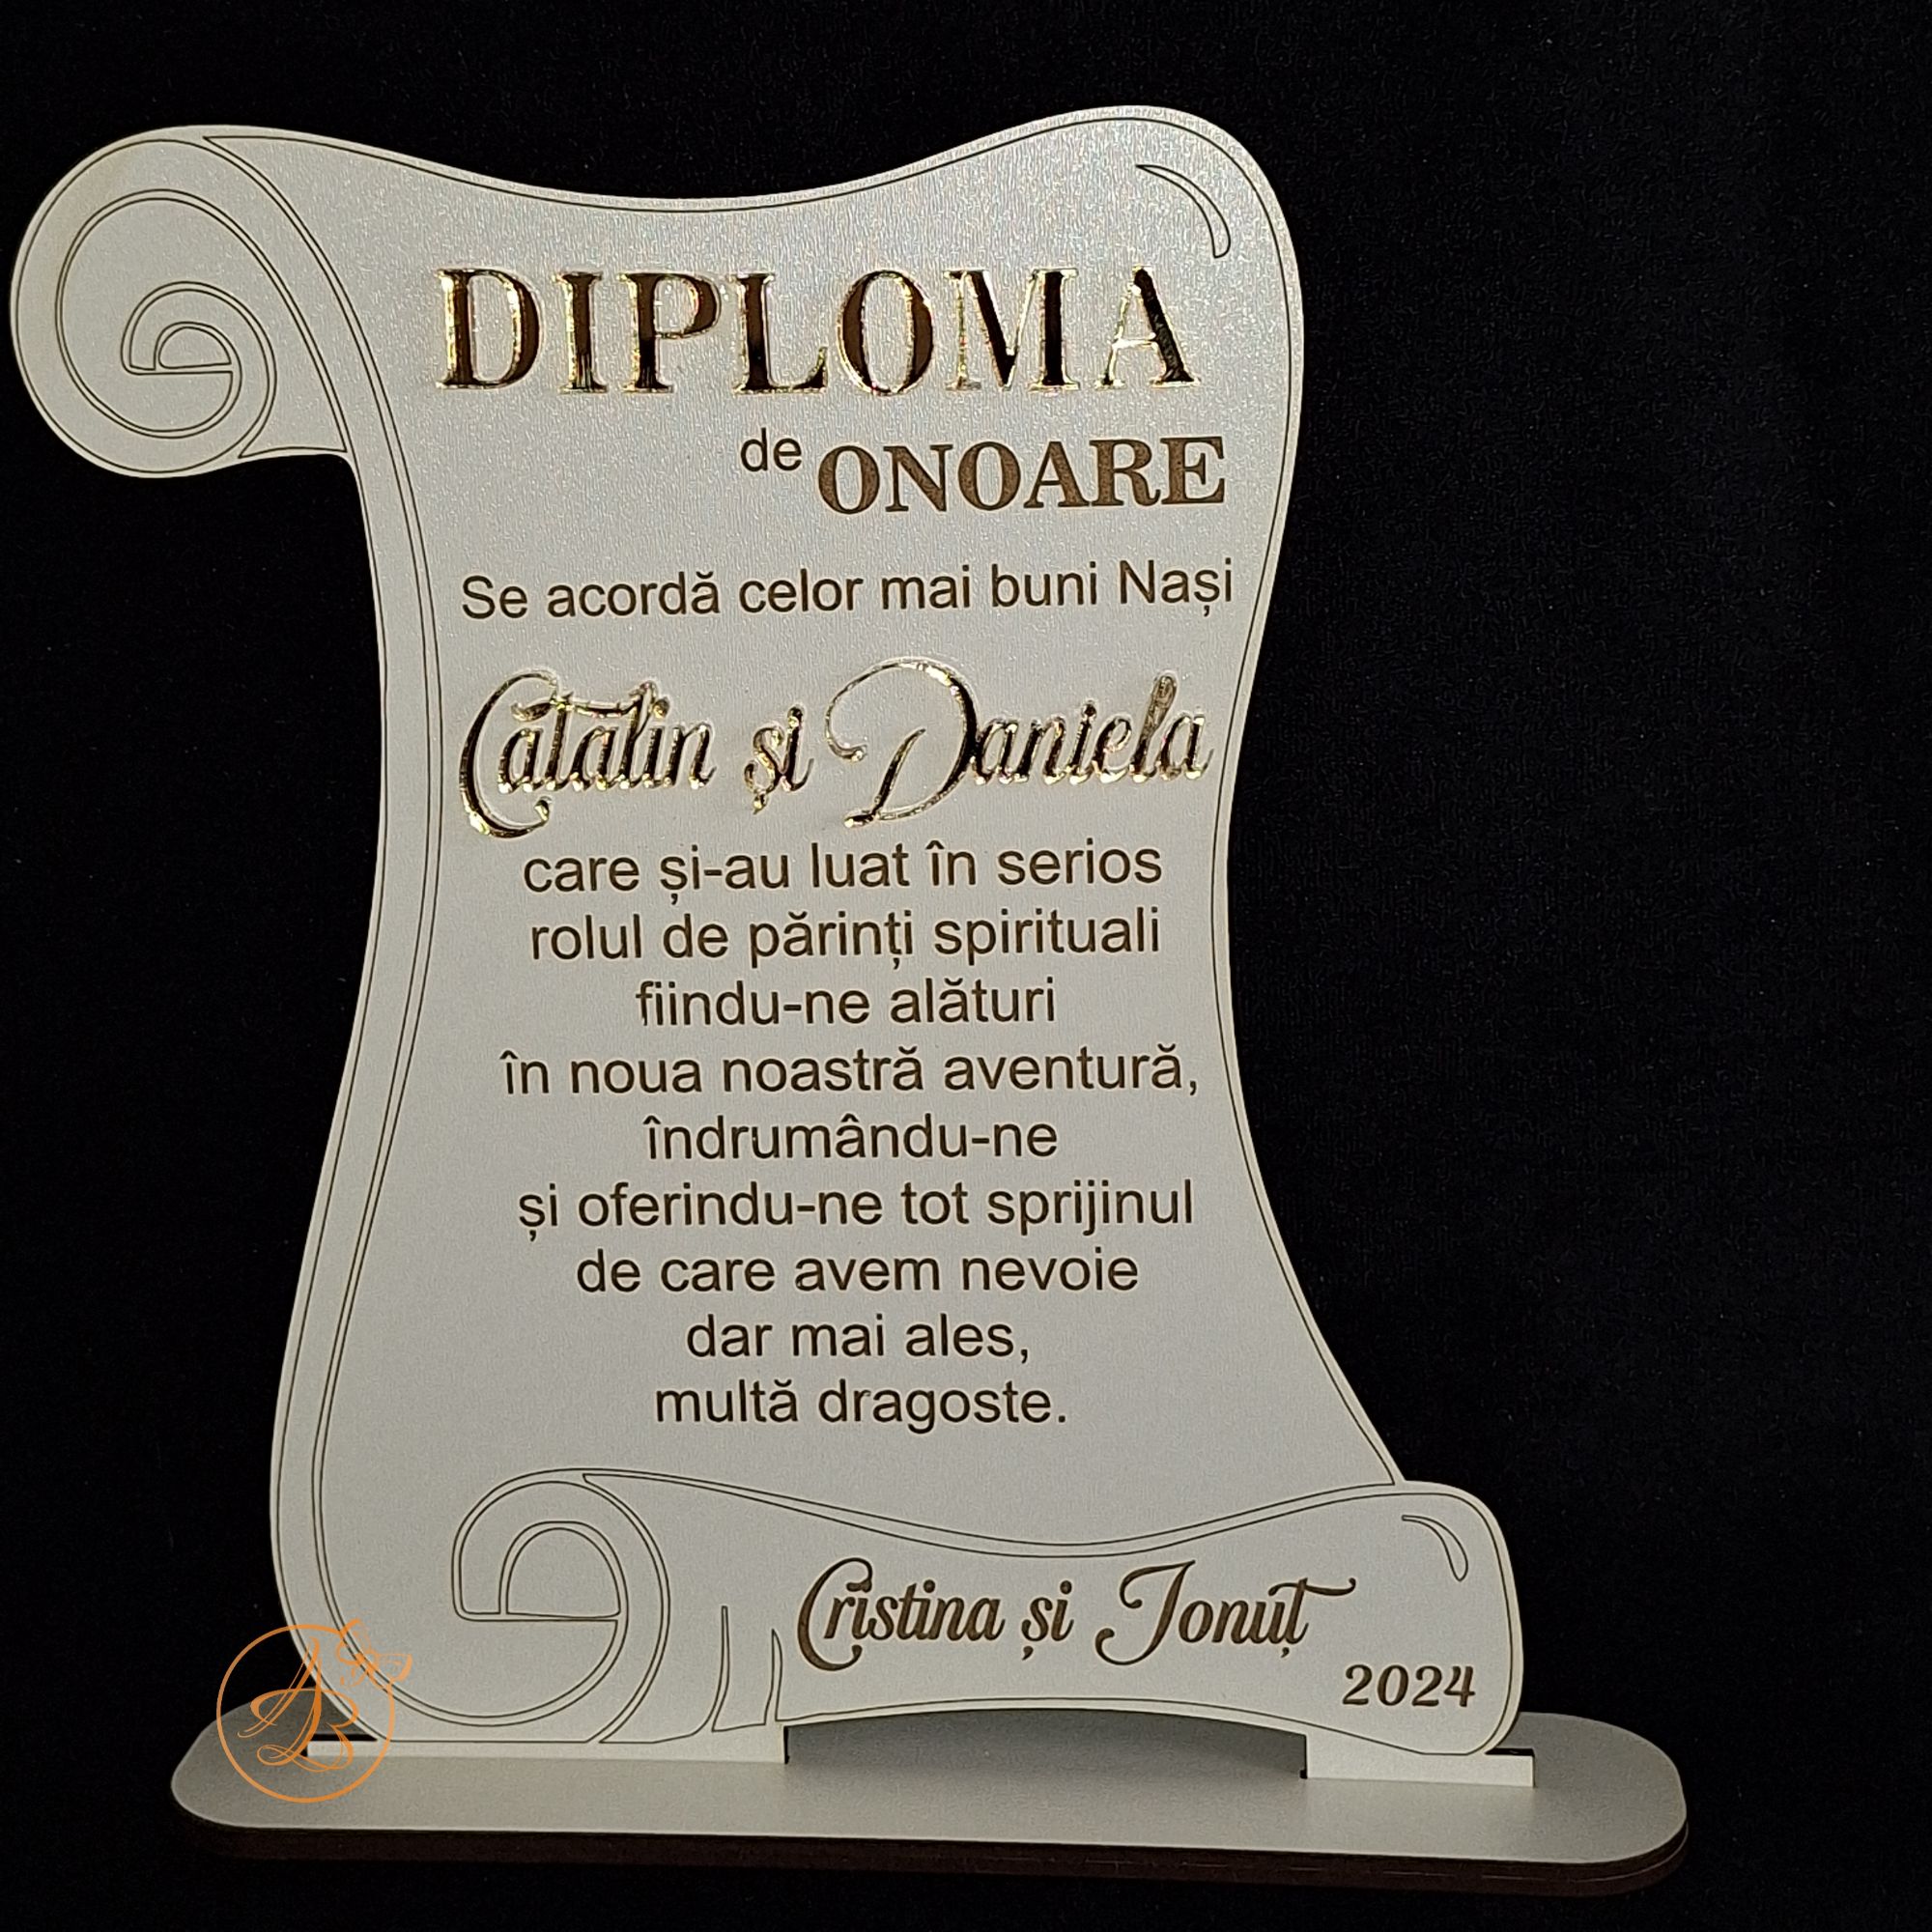 DIPLOMA
de ONOARE
Se acordă celor mai buni Nași
Catalin și Daniela
care și-au luat în serios
rolul de părinți spirituali
fiindu-ne alături
în noua noastră aventură,
îndrumându-ne
și oferindu-ne tot sprijinul
de care avem nevoie
dar mai ales,
multă dragoste.
Cristina și Ionuț
2024
AB